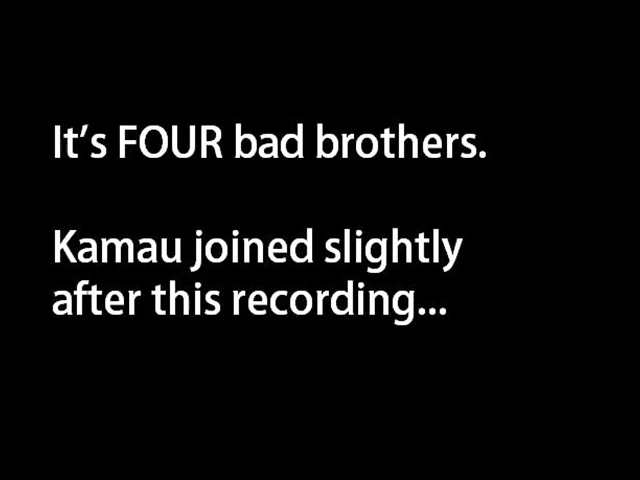 It's FOUR bad brothers.
Kamau joined slightly
after this recording...